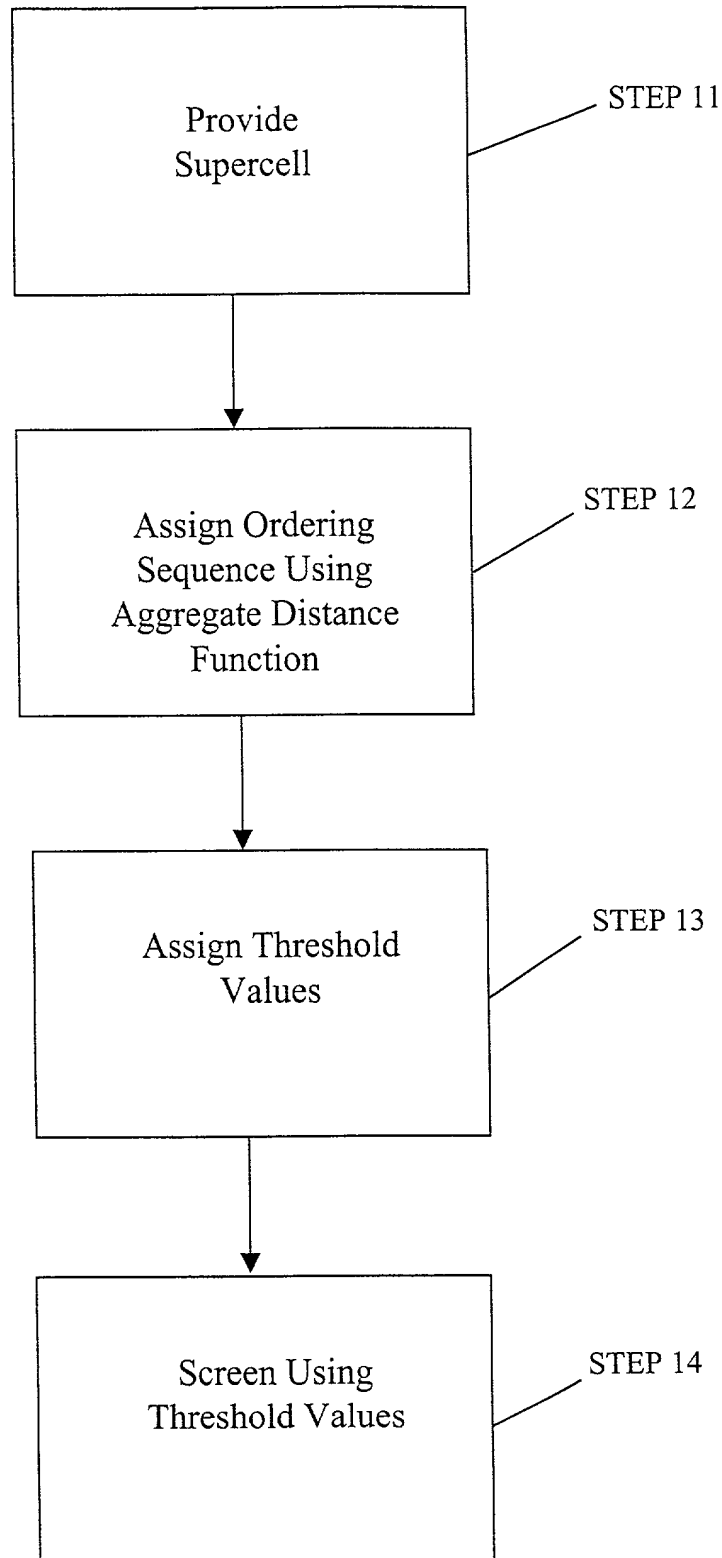 Provide
Supercell
STEP 11
Assign Ordering
Sequence Using
Aggregate Distance
Function
STEP 12
Assign Threshold
Values
STEP 13
Screen Using
Threshold Values
STEP 14